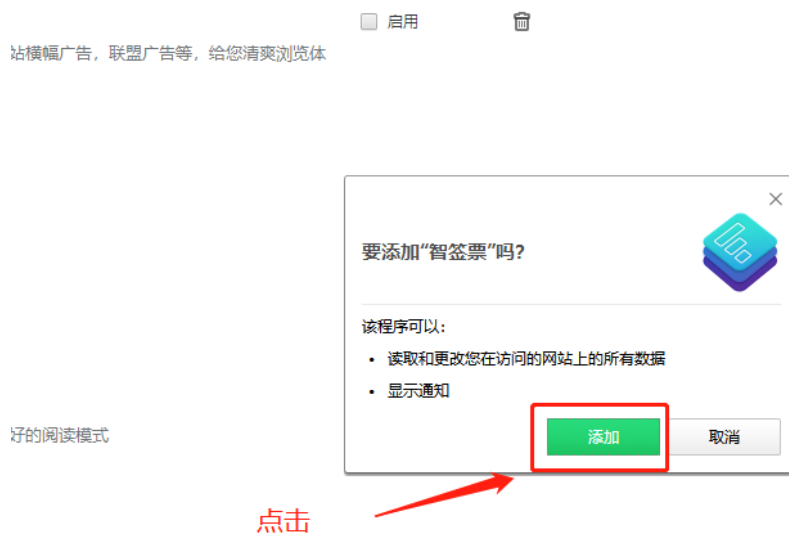 启用
站横幅广告，联盟广告等，给您清爽浏览体
要添加“智签票”吗?
该程序可以:
• 读取和更改您在访问的网站上的所有数据
• 显示通知
好的阅读模式
添加 取消
点击